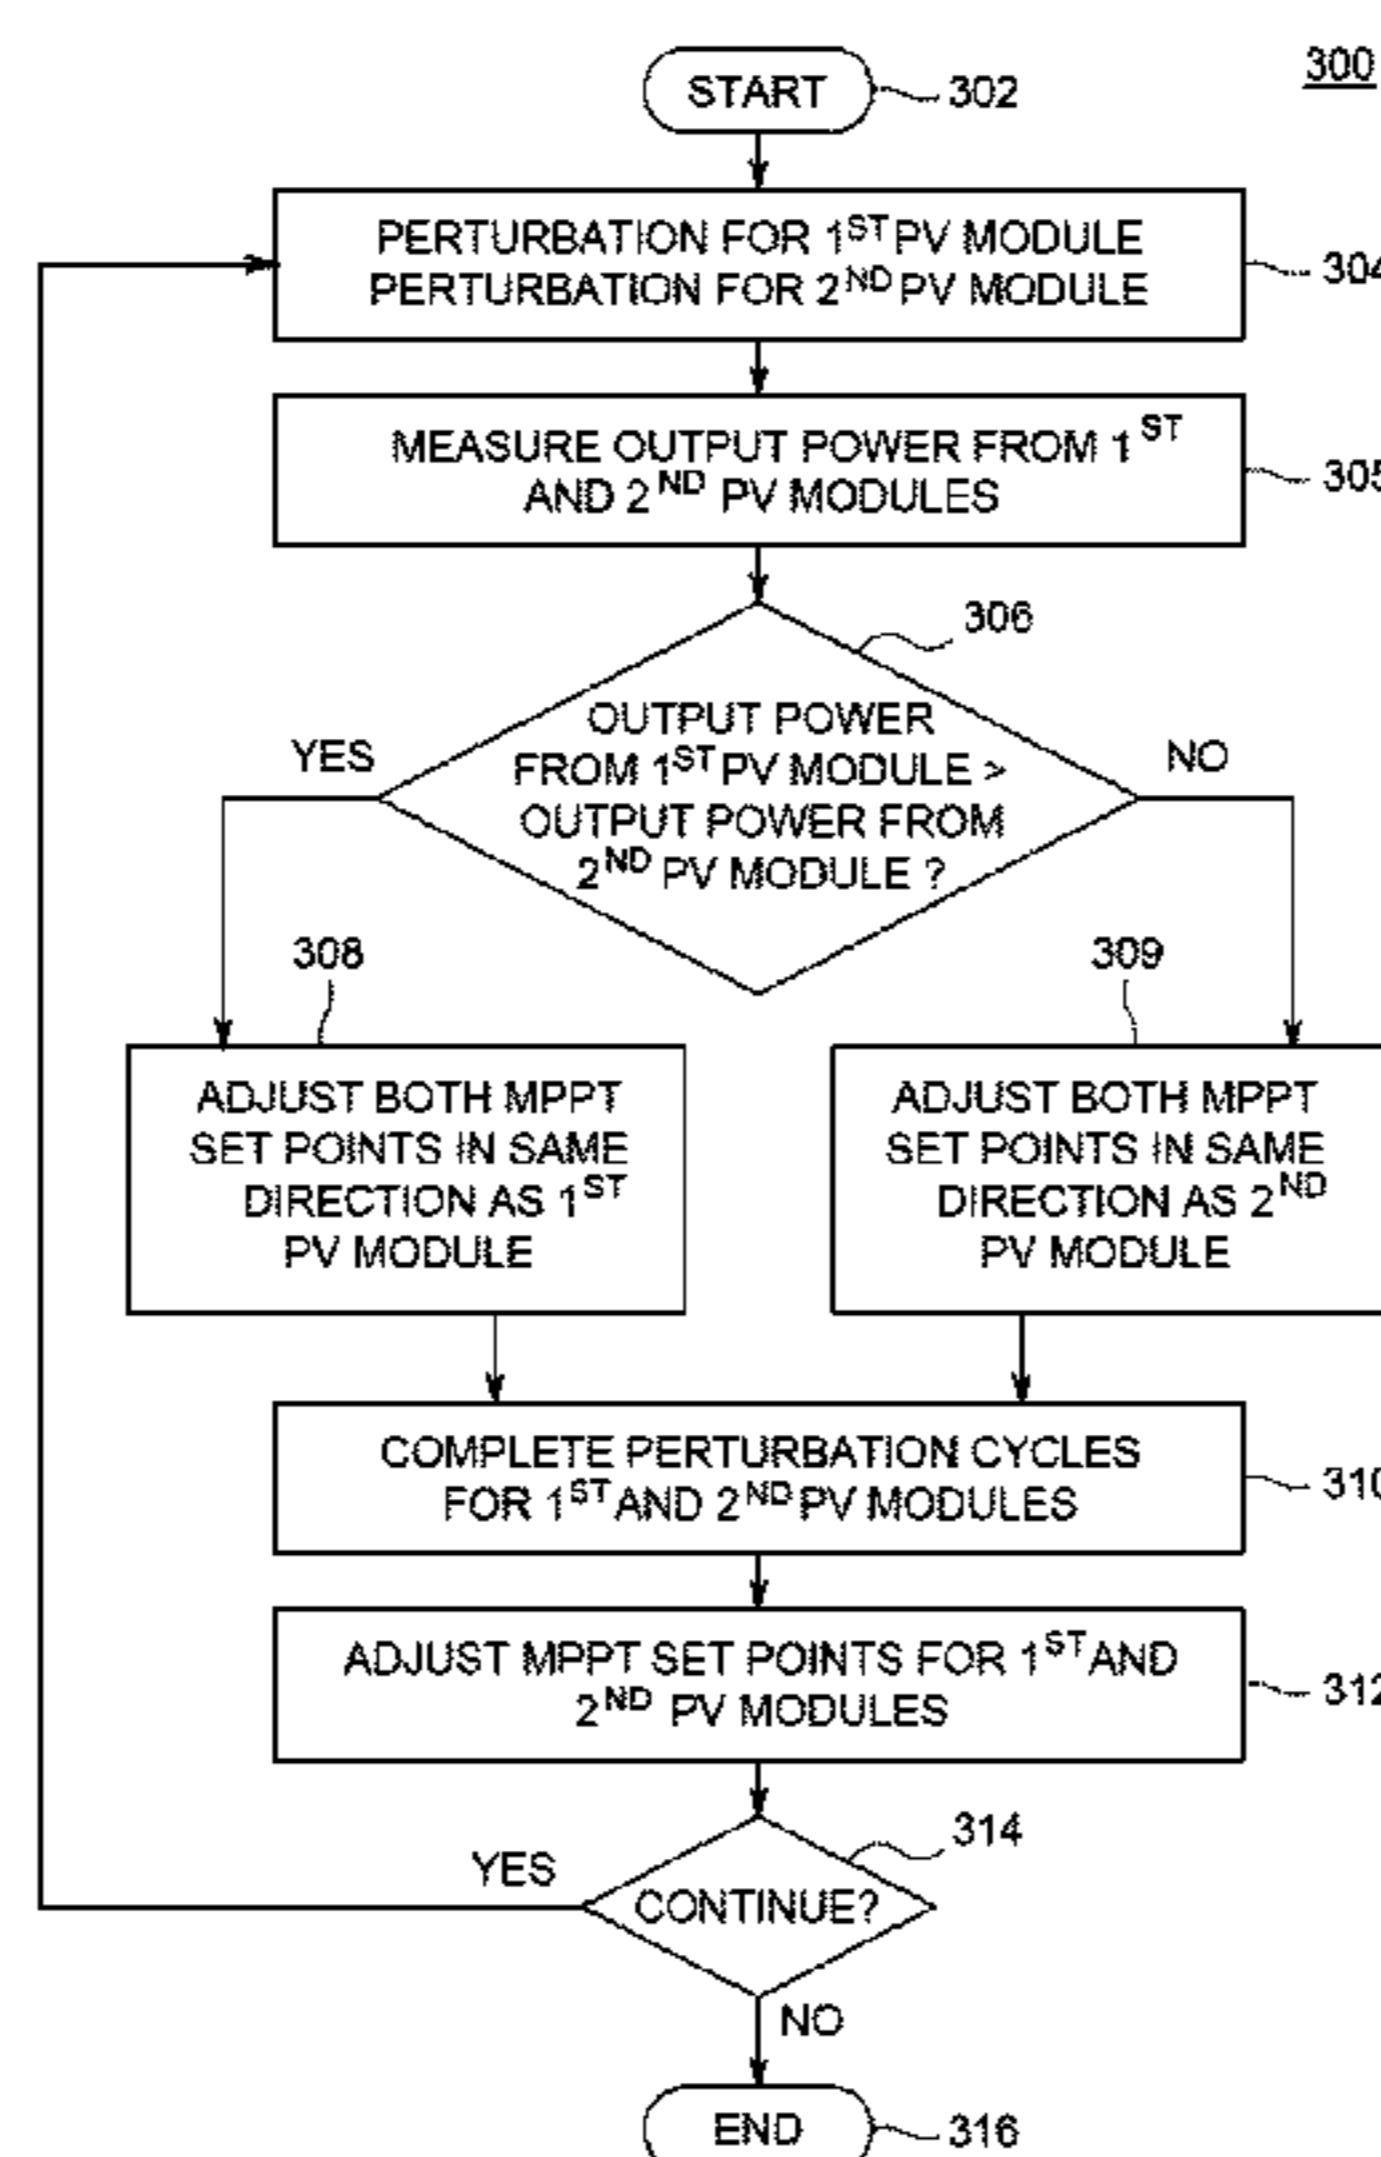 300
START
302
PERTURBATION FOR 1ST PV MODULE
PERTURBATION FOR 2ND PV MODULE
304
MEASURE OUTPUT POWER FROM 1ST
AND 2ND PV MODULES
305
306
OUTPUT POWER
FROM 1ST PV MODULE >
OUTPUT POWER FROM
2ND PV MODULE ?
YES
NO
308
ADJUST BOTH MPPT
SET POINTS IN SAME
DIRECTION AS 1ST
PV MODULE
309
ADJUST BOTH MPPT
SET POINTS IN SAME
DIRECTION AS 2ND
PV MODULE
COMPLETE PERTURBATION CYCLES
FOR 1ST AND 2ND PV MODULES
310
ADJUST MPPT SET POINTS FOR 1ST AND
2ND PV MODULES
312
314
YES
CONTINUE?
NO
END
316